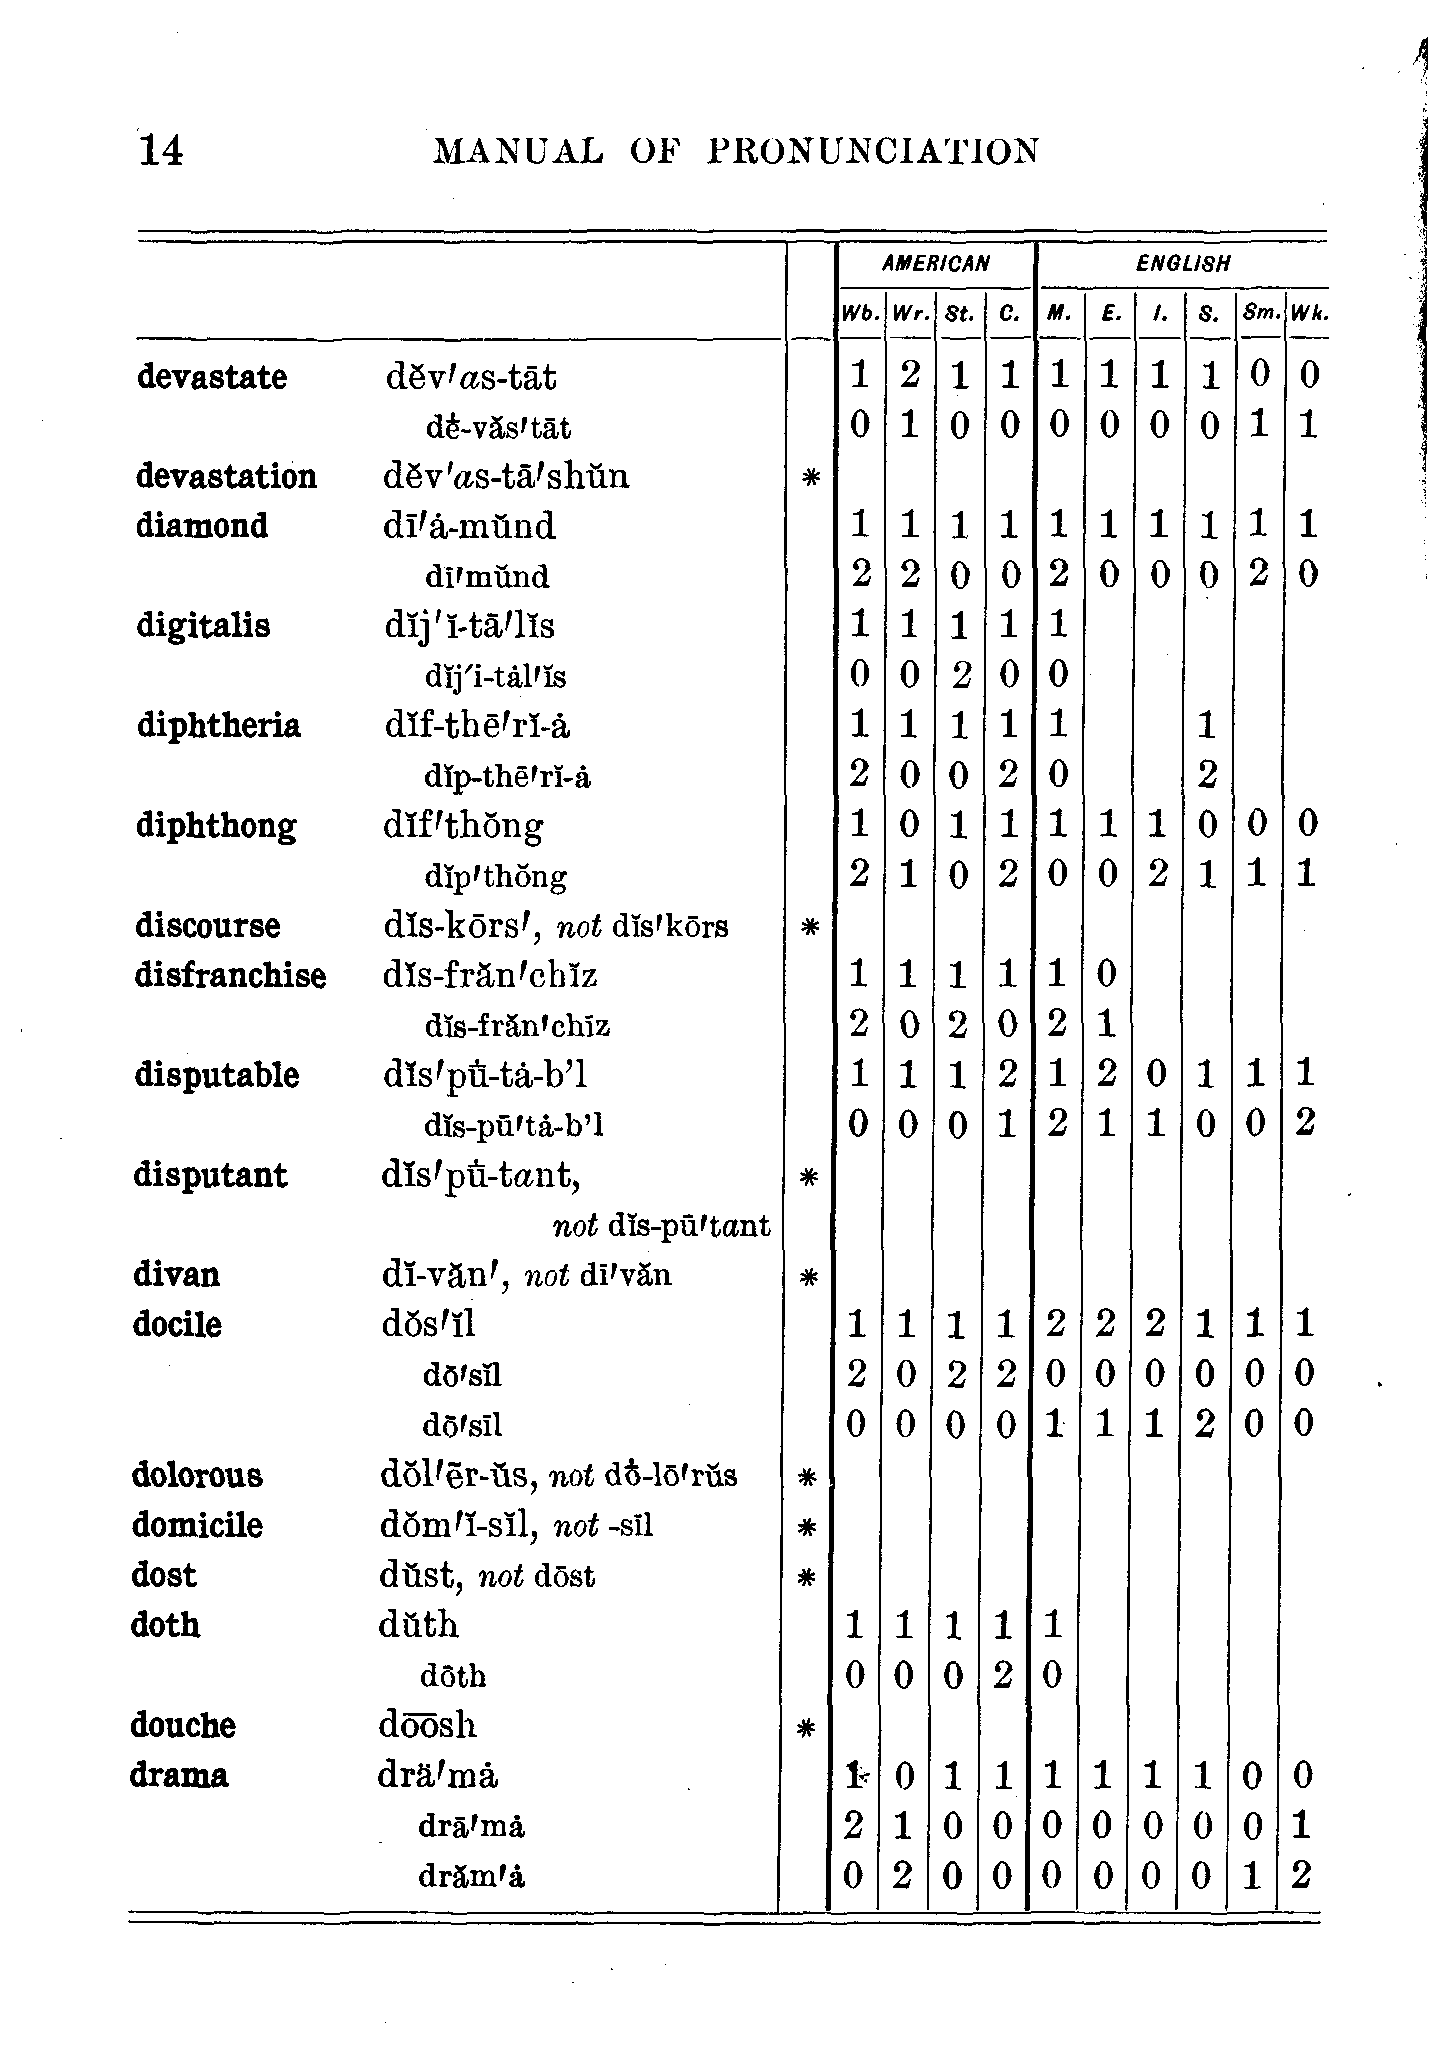 14 MANUAL OF PRONUNCIATION
AMERICAN ENGLISH
Wb. Wr. St. C. M. E. I. S. Sm. Wk.
devastate dĕv′as-tāt 1 2 1 1 1 1 1 1 0 0
dė-văs′tāt 0 1 0 0 0 0 0 0 1 1
devastation dĕv′as-tā′shŭn *
diamond dī′ȧ-mŭnd 1 1 1 1 1 1 1 1 1 1
dī′mŭnd 2 2 0 0 2 0 0 0 2 0
digitalis dĭj′ĭ-tā′lĭs 1 1 1 1 1
dĭj′i-tȧl′ĭs 0 0 2 0 0
diphtheria dĭf-thē′rĭ-ȧ 1 1 1 1 1 1
dĭp-thē′rĭ-ȧ 2 0 0 2 0 2
diphthong dĭf′thŏng 1 0 1 1 1 1 1 0 0 0
dĭp′thŏng 2 1 0 2 0 0 2 1 1 1
discourse dĭs-kōrs′, not dĭs′kōrs *
disfranchise dĭs-frăn′chĭz 1 1 1 1 1 0
dĭs-frăn′chīz 2 0 2 0 2 1
disputable dĭs′pu̇-tȧ-b’l 1 1 1 2 1 2 0 1 1 1
dĭs-pū′tȧ-b’l 0 0 0 1 2 1 1 0 0 2
disputant dĭs′pu̇-tant, *
not dĭs-pū′tant
divan dĭ-văn′, not dī′văn *
docile dŏs′ĭl 1 1 1 1 2 2 2 1 1 1
dō′sĭl 2 0 2 2 0 0 0 0 0 0
dō′sīl 0 0 0 0 1 1 1 2 0 0
dolorous dŏl′ẽr-ŭs, not dȯ-lō′rŭs *
domicile dŏm′ĭ-sĭl, not -sīl *
dost dŭst, not dōst *
doth dŭth 1 1 1 1 1
dōth 0 0 0 2 0
douche do͞osh *
drama drä′mȧ 1 0 1 1 1 1 1 1 0 0
drā′mȧ 2 1 0 0 0 0 0 0 0 1
drăm′ȧ 0 2 0 0 0 0 0 0 1 2